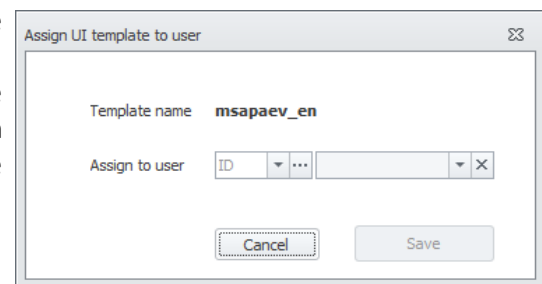 Assign UI template to user
Template name msapaev_en
Assign to user ID
Cancel Save